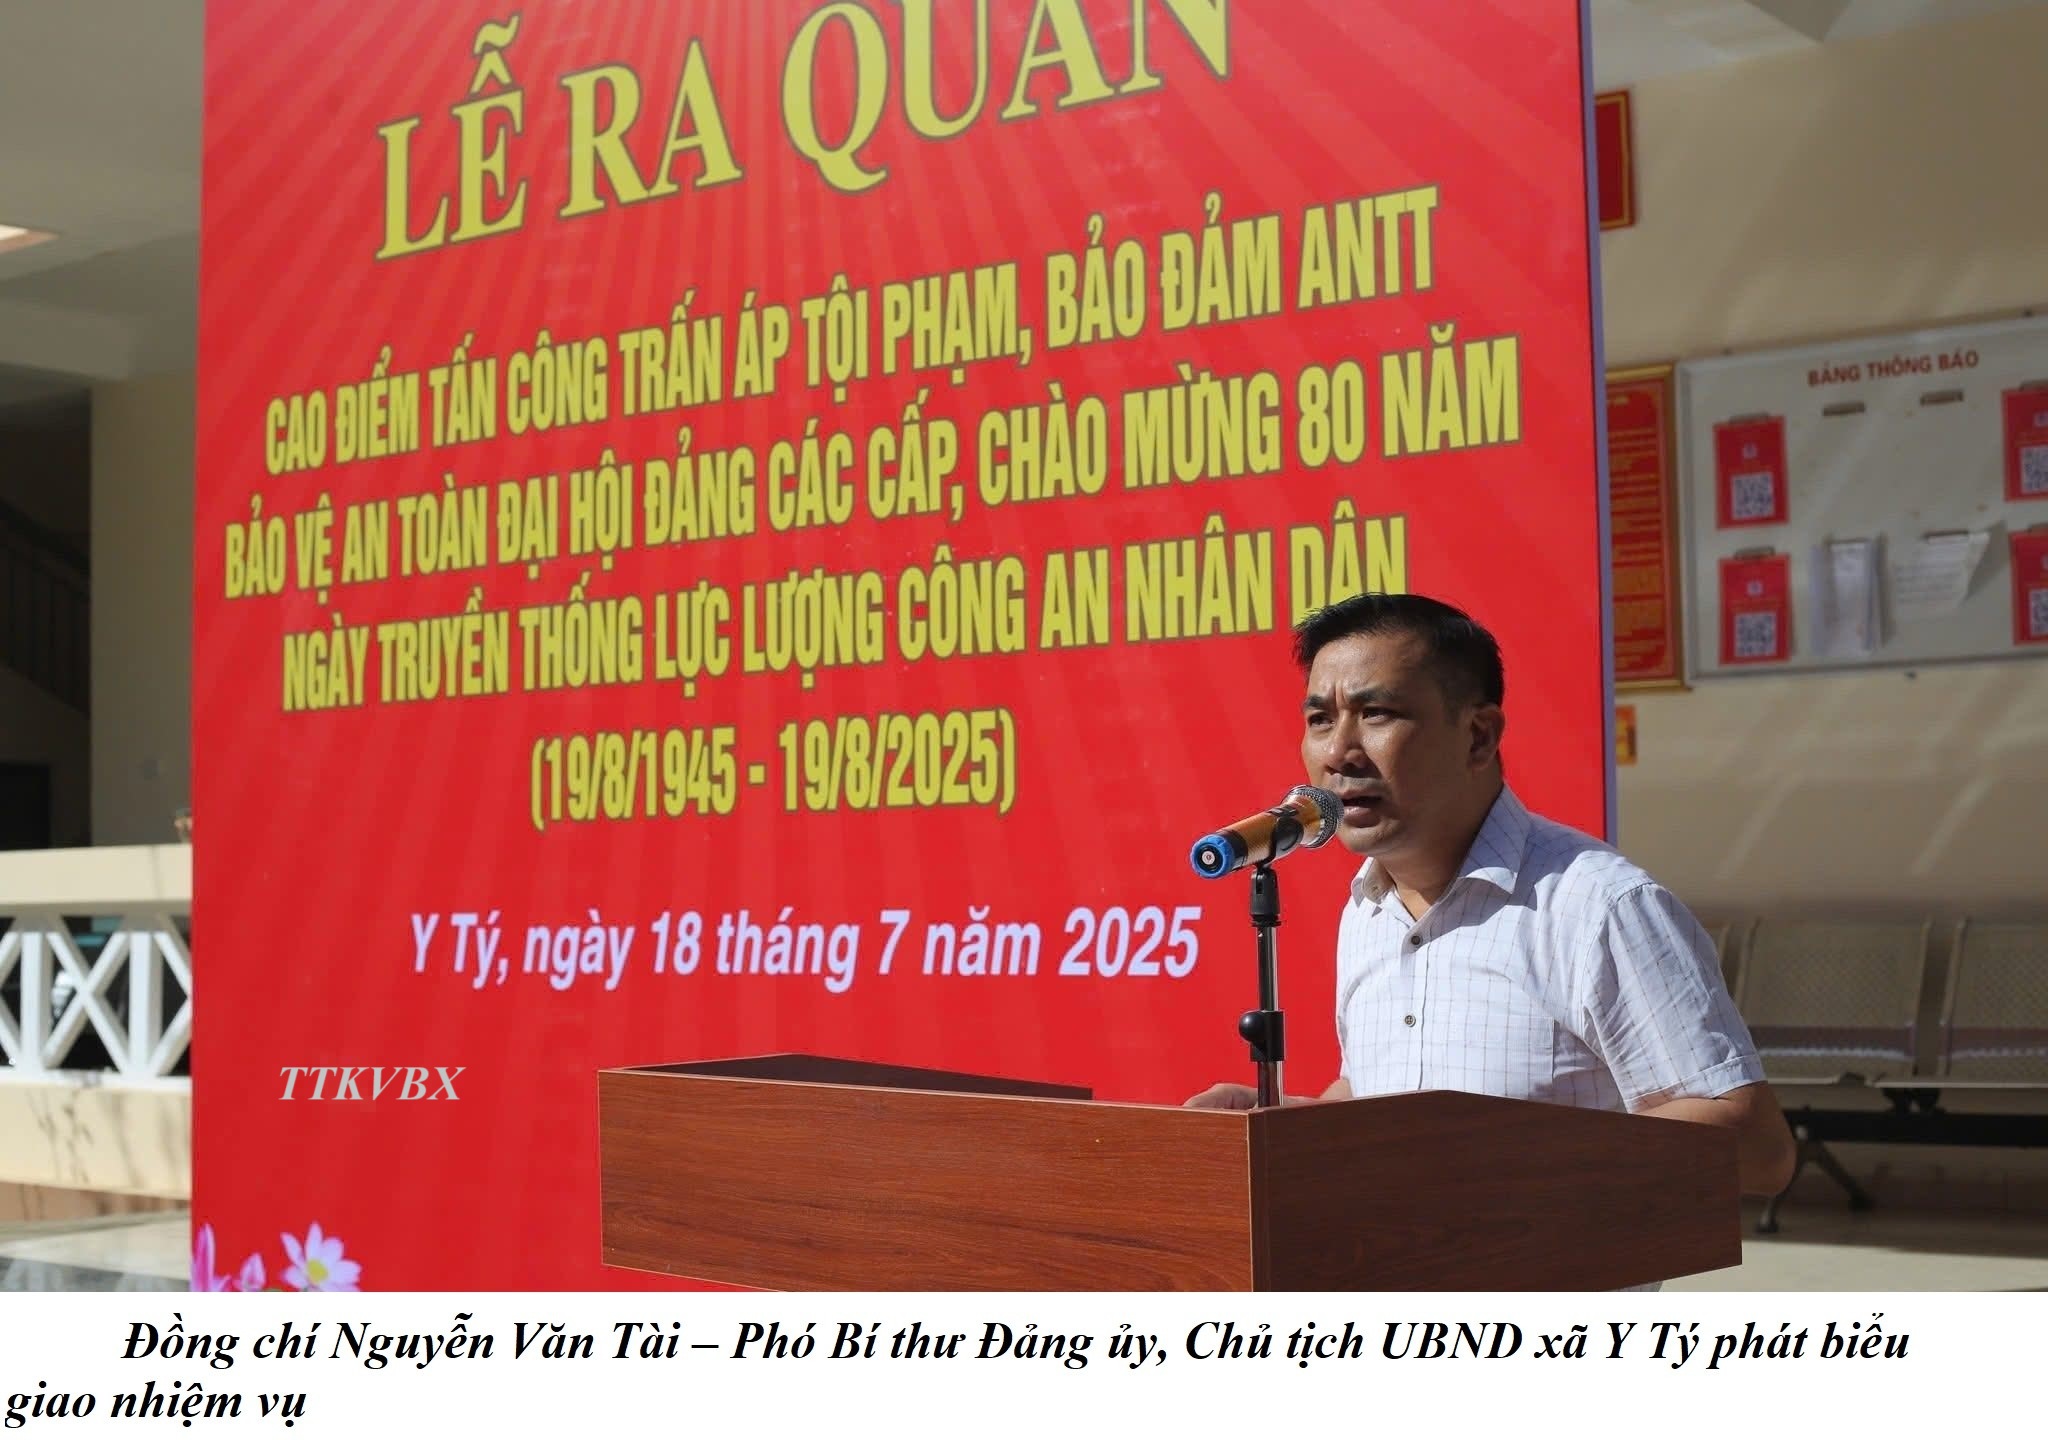 LỄ RA QUÂN
CAO ĐIỂM TẤN CÔNG TRẤN ÁP TỘI PHẠM, BẢO ĐẢM ANTT
BẢO VỆ AN TOÀN ĐẠI HỘI ĐẢNG CÁC CẤP, CHÀO MỪNG 80 NĂM
NGÀY TRUYỀN THỐNG LỰC LƯỢNG CÔNG AN NHÂN DÂN
(19/8/1945 - 19/8/2025)
Y Tý, ngày 18 tháng 7 năm 2025
BẢNG THÔNG BÁO
TTKVBX
Đồng chí Nguyễn Văn Tài – Phó Bí thư Đảng ủy, Chủ tịch UBND xã Y Tý phát biểu
giao nhiệm vụ